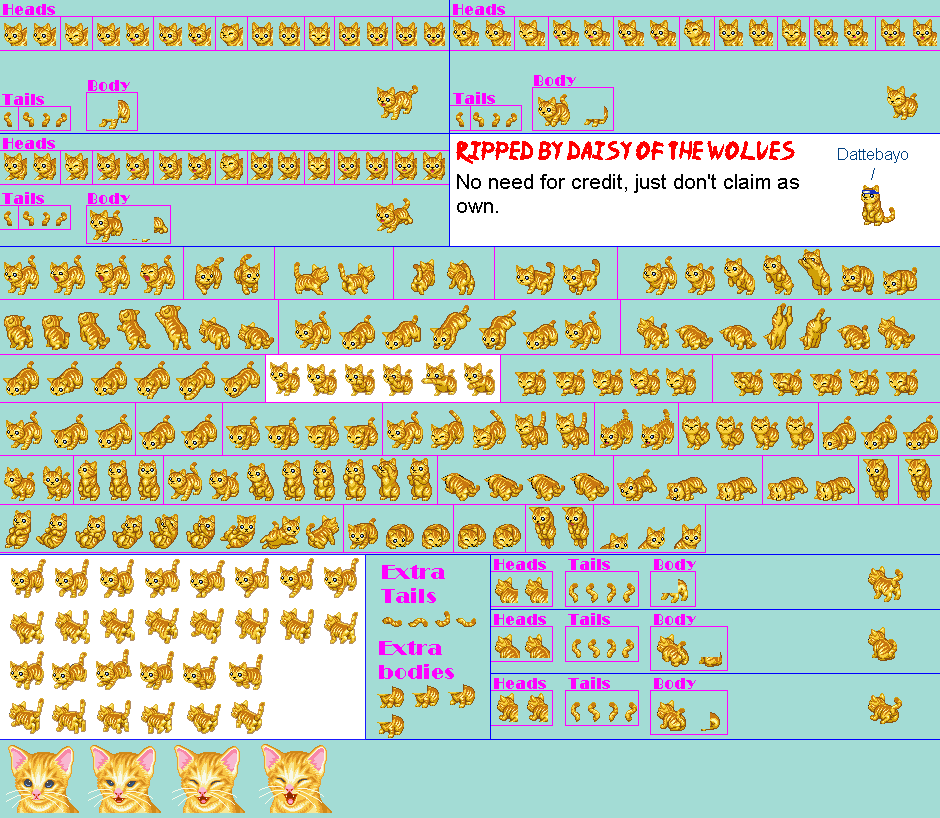 Heads
Heads
Tails
Body
Tails
Body
Heads
RIPPED BY DAISY OF THE WOLVES
Dattebayo
/
No need for credit, just don't claim as
own.
Tails
Body
Extra
Tails
Extra
bodies
Heads
Tails
Body
Heads
Tails
Body
Heads
Tails
Body